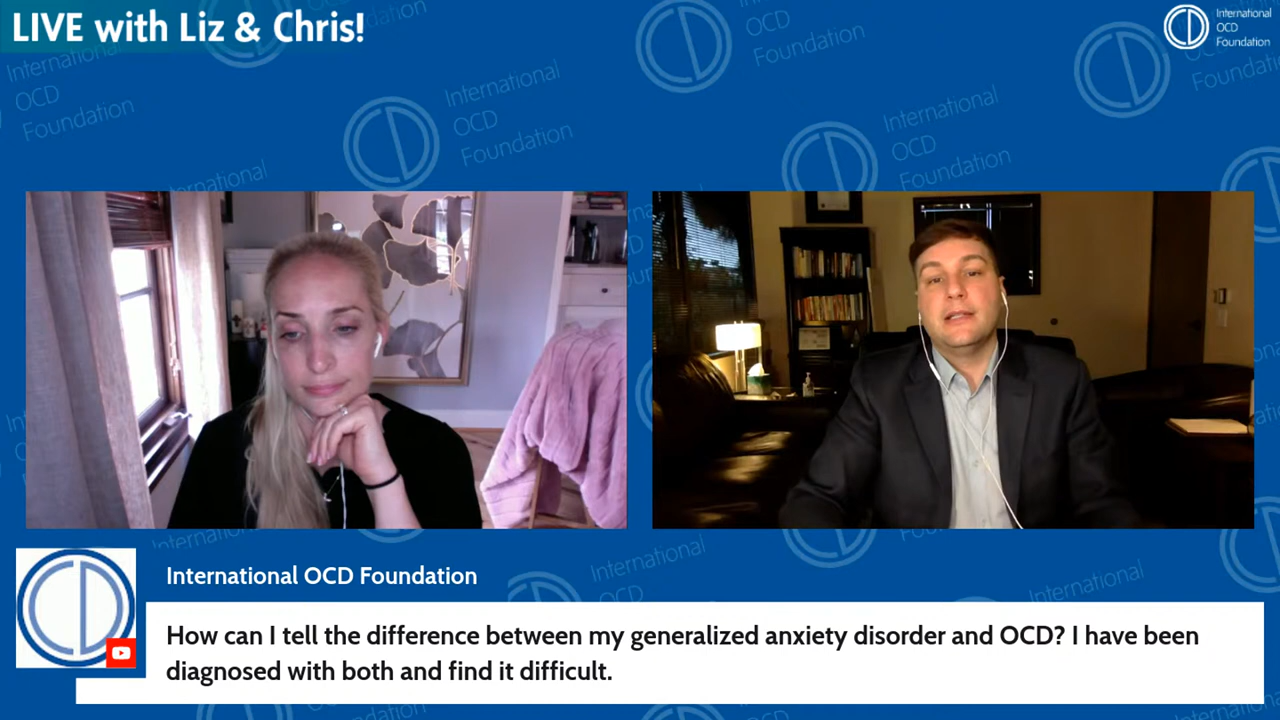 LIVE with Liz & Chris!
International
OCD
Foundation
International OCD Foundation
How can I tell the difference between my generalized anxiety disorder and OCD? I have been
diagnosed with both and find it difficult.